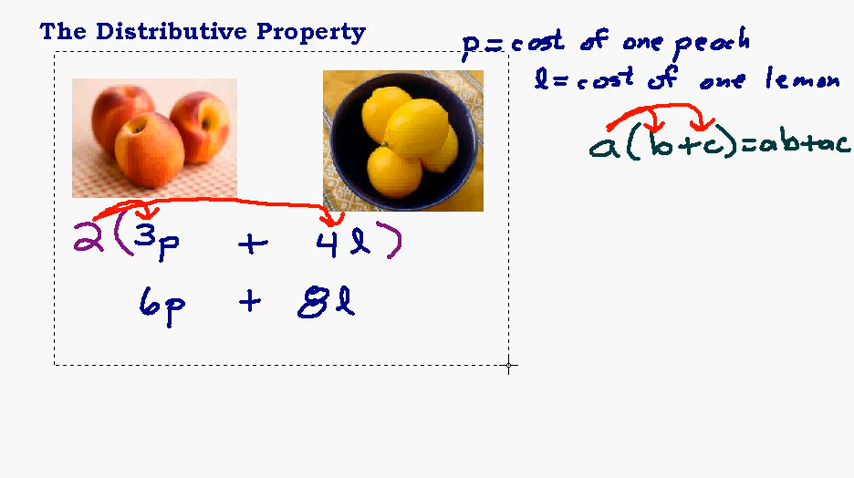 The Distributive Property
p = cost of one peach
l = cost of one lemon
a(b+c)=ab+ac
2(3p + 4l)
6p + 8l